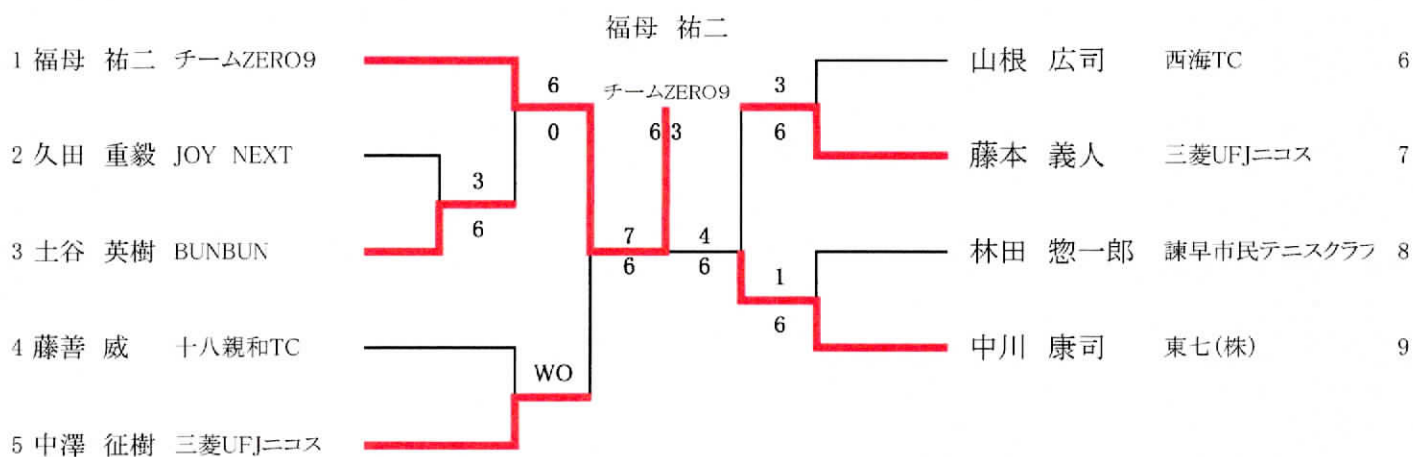 福母 祐二
1 福母 祐二 チームZERO9
山根 広司 西海TC 6
6
チームZERO9
3
0
6 3
6
2 久田 重毅 JOY NEXT
藤本 義人 三菱UFJニコス 7
3
6
3 土谷 英樹 BUNBUN
7
4
林田 惣一郎 諫早市民テニスクラブ 8
6
6
1
6
4 藤善 威 十八親和TC
中川 康司 東七(株) 9
WO
5 中澤 征樹 三菱UFJニコス